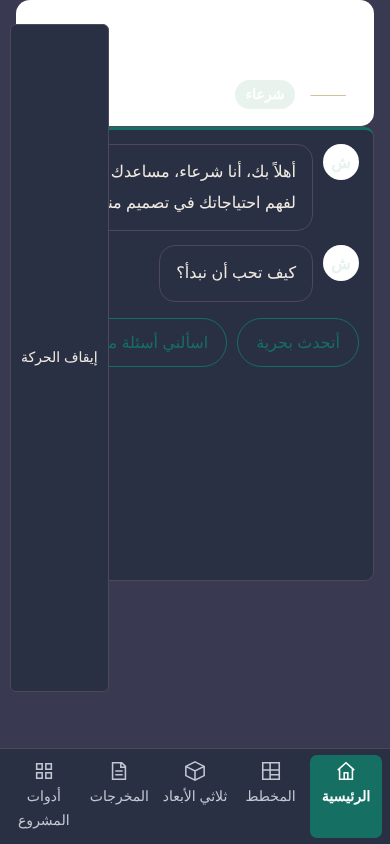 شرعاء
ش
أهلاً بك، أنا شرعاء، مساعدك
لفهم احتياجاتك في تصميم
ش
كيف تحب أن نبدأ؟
أتحدث بحرية
اسألني أسئلة
إيقاف الحركة
الرئيسية
المخطط
ثلاثي الأبعاد
المخرجات
أدوات
المشروع